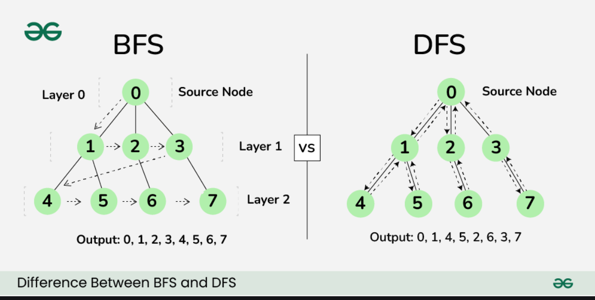 BFS
Layer 0
0
Source Node
1
2
3
Layer 1
4
5
6
7
Layer 2
Output: 0, 1, 2, 3, 4, 5, 6, 7
VS
DFS
0
Source Node
1
2
3
4
5
6
7
Output: 0, 1, 4, 5, 2, 6, 3, 7
Difference Between BFS and DFS